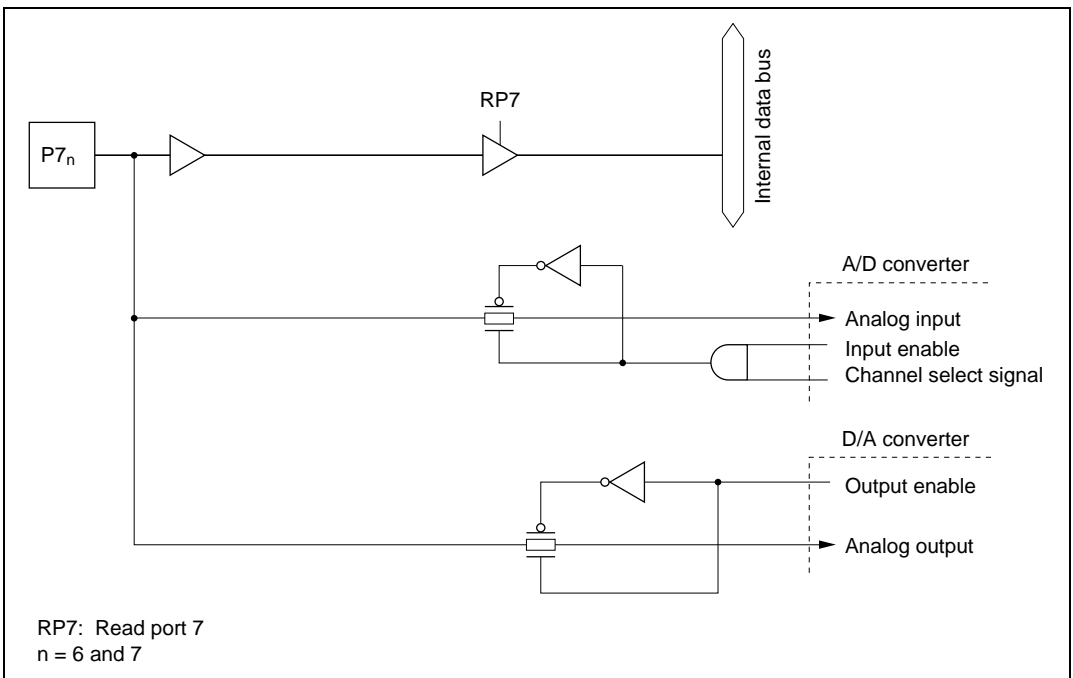 RP7
P7n
Internal data bus
A/D converter
Analog input
Input enable
Channel select signal
D/A converter
Output enable
Analog output
RP7: Read port 7
n = 6 and 7